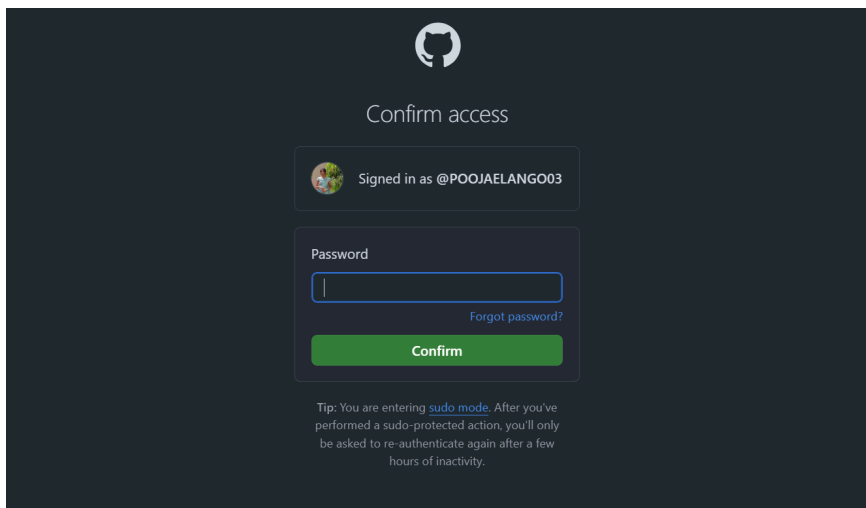 Confirm access
Signed in as @POOJAELANGO03
Password
Forgot password?
Confirm
Tip: You are entering sudo mode. After you've
performed a sudo-protected action, you'll only
be asked to re-authenticate again after a few
hours of inactivity.